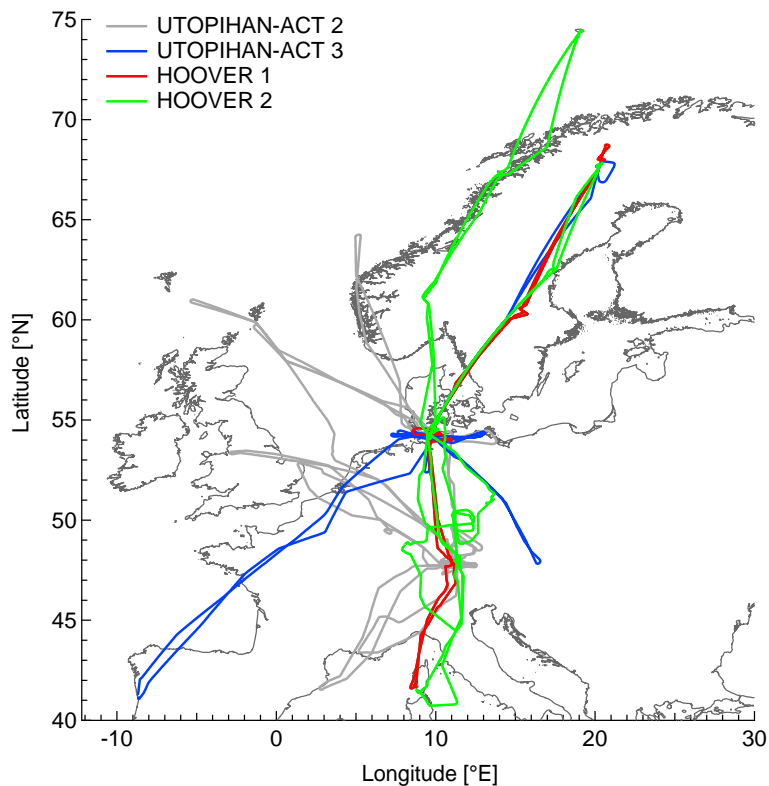 UTOPIHAN-ACT 2
UTOPIHAN-ACT 3
HOOVER 1
HOOVER 2
75
70
65
60
55
50
45
40
Latitude [°N]
-10
0
10
20
30
Longitude [°E]